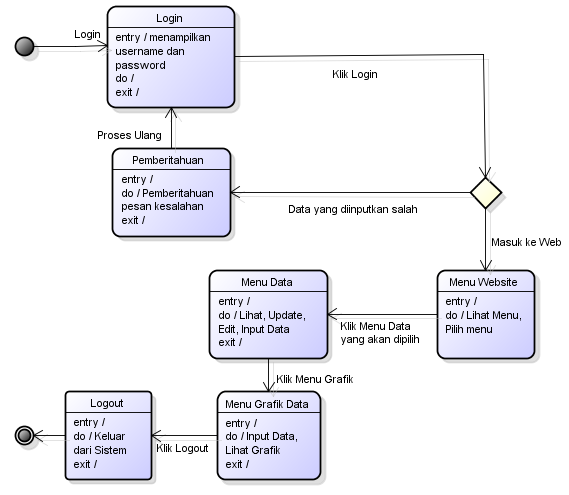 Login
Login
entry / menampilkan
username dan
password
do /
exit /
Klik Login
Proses Ulang
Pemberitahuan
entry /
do / Pemberitahuan
pesan kesalahan
exit /
Data yang diinputkan salah
Masuk ke Web
Menu Website
entry /
do / Lihat Menu,
Pilih menu
Klik Menu Data
yang akan dipilih
Menu Data
entry /
do / Lihat, Update,
Edit, Input Data
exit /
Klik Menu Grafik
Menu Grafik Data
entry /
do / Input Data,
Lihat Grafik
exit /
Klik Logout
Logout
entry /
do / Keluar
dari Sistem
exit /